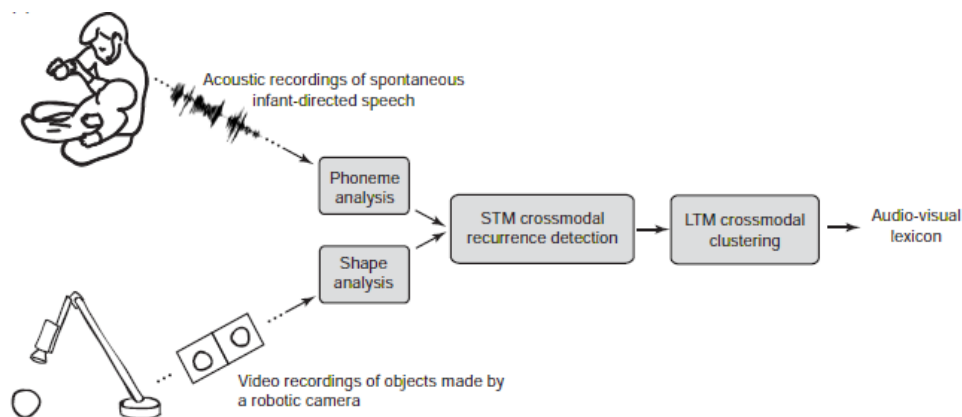 Acoustic recordings of spontaneous
infant-directed speech
Phoneme
analysis
STM crossmodal
recurrence detection
LTM crossmodal
clustering
Audio-visual
lexicon
Shape
analysis
Video recordings of objects made by
a robotic camera